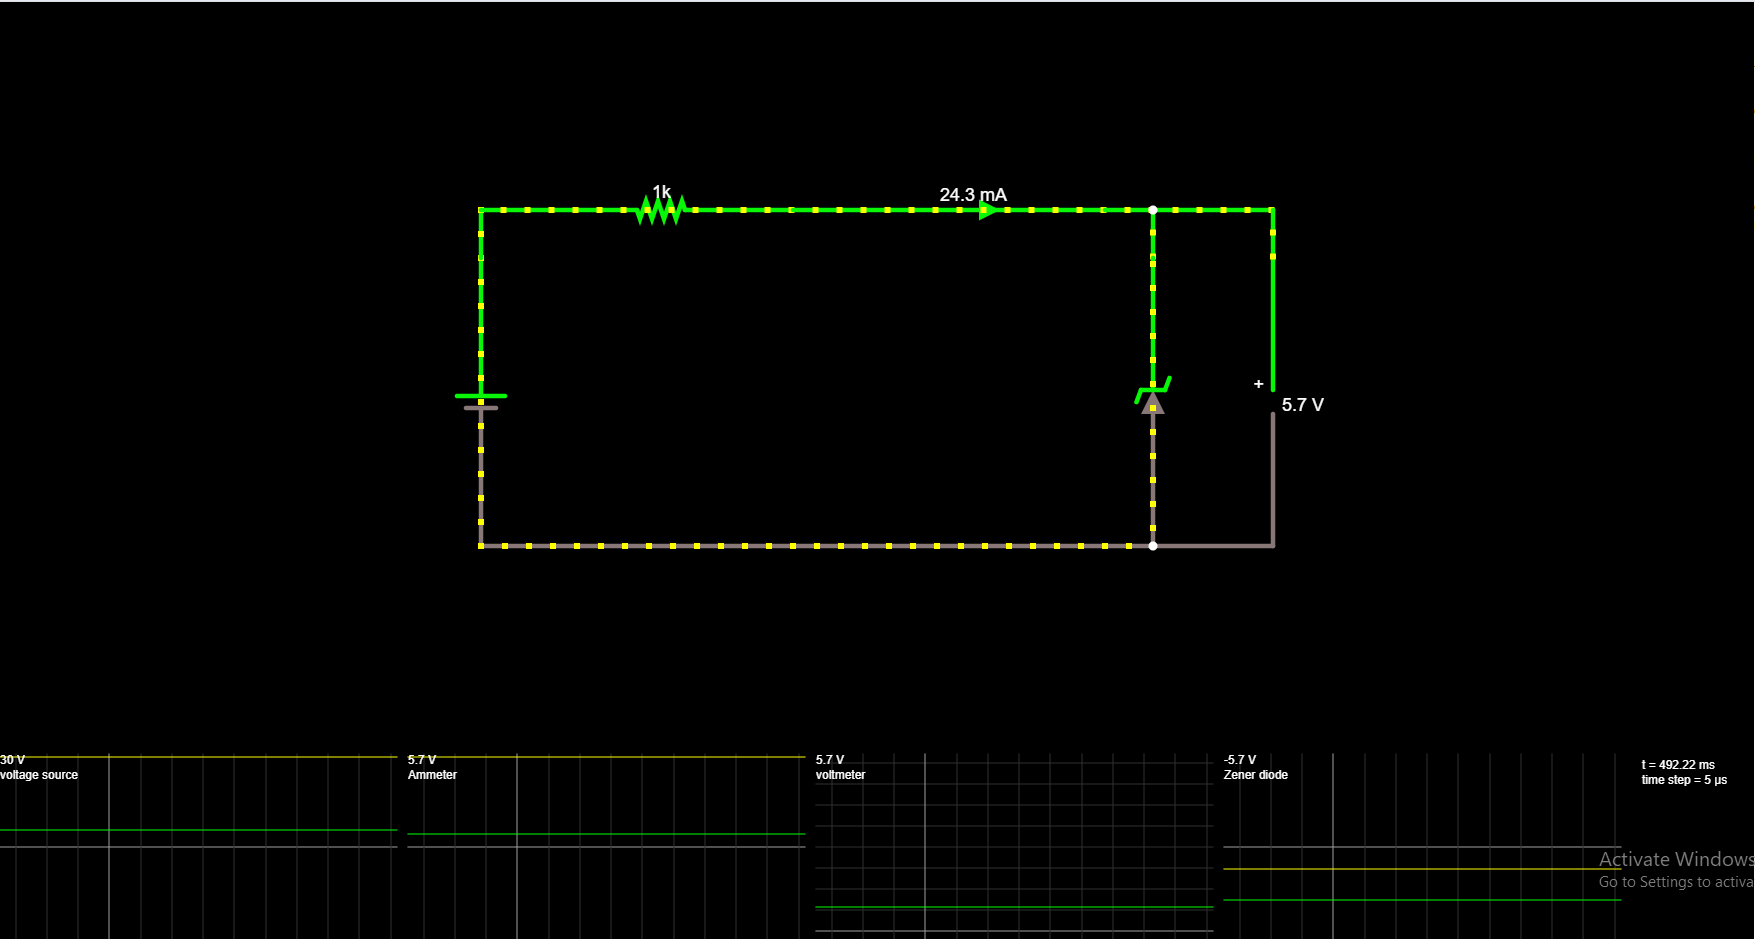 1k
24.3 mA
+
5.7 V
30 V
voltage source
5.7 V
Ammeter
5.7 V
voltmeter
-5.7 V
Zener diode
t = 492.22 ms
time step = 5 μs
Activate Windows
Go to Settings to activa